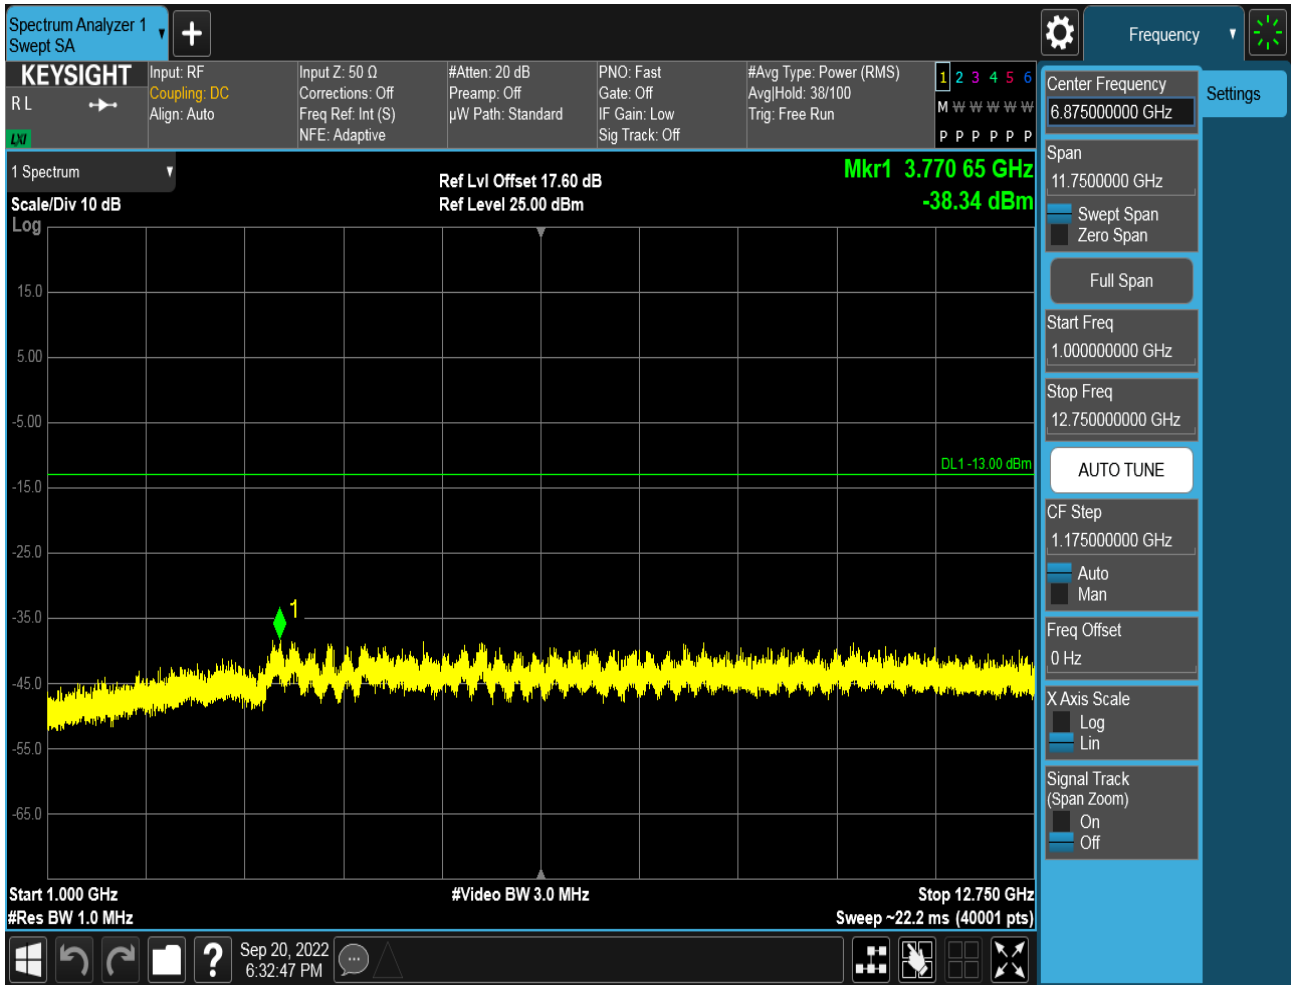 Spectrum Analyzer 1
Swept SA
Frequency
KEYSIGHT
R L
LXI
Input: RF
Coupling: DC
Align: Auto
Input Z: 50 Ω
Corrections: Off
Freq Ref: Int (S)
NFE: Adaptive
#Atten: 20 dB
Preamp: Off
µW Path: Standard
PNO: Fast
Gate: Off
IF Gain: Low
Sig Track: Off
#Avg Type: Power (RMS)
Avg|Hold: 38/100
Trig: Free Run
1 2 3 4 5 6
M W W W W W
P P P P P P
1 Spectrum
Scale/Div 10 dB
Log
Ref Lvl Offset 17.60 dB
Ref Level 25.00 dBm
Mkr1 3.770 65 GHz
-38.34 dBm
15.0
5.00
-5.00
DL1 -13.00 dBm
-15.0
-25.0
-35.0
1
-45.0
-55.0
-65.0
Start 1.000 GHz
#Res BW 1.0 MHz
#Video BW 3.0 MHz
Stop 12.750 GHz
Sweep ~22.2 ms (40001 pts)
?
Sep 20, 2022
6:32:47 PM
Center Frequency
6.875000000 GHz
Settings
Span
11.7500000 GHz
Swept Span
Zero Span
Full Span
Start Freq
1.000000000 GHz
Stop Freq
12.750000000 GHz
AUTO TUNE
CF Step
1.175000000 GHz
Auto
Man
Freq Offset
0 Hz
X Axis Scale
Log
Lin
Signal Track
(Span Zoom)
On
Off